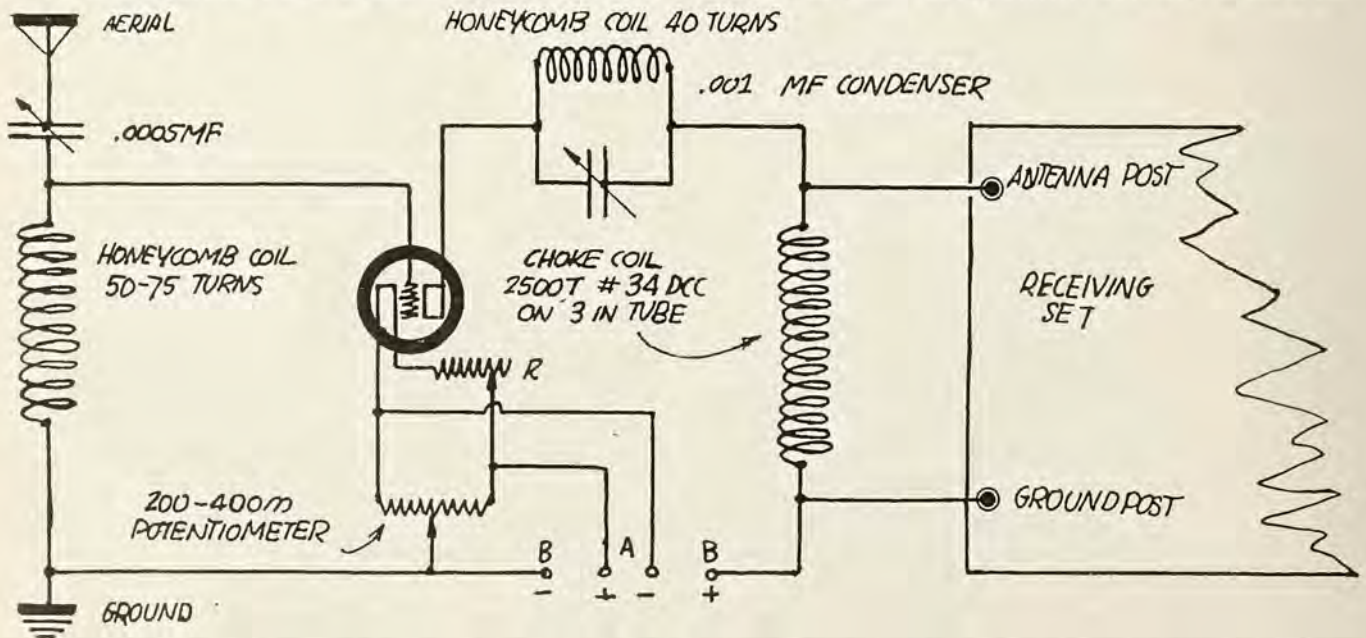 AERIAL
HONEYCOMB COIL 40 TURNS
.001 MF CONDENSER
.0005MF
ANTENNA POST
HONEYCOMB COIL
50-75 TURNS
CHOKE COIL
2500T # 34 DCC
ON 3 IN TUBE
RECEIVING
SET
R
200-400ω
POTENTIOMETER
GROUND POST
B A B
- + - +
GROUND